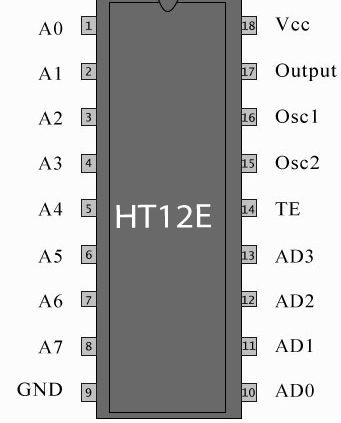 A0 1 18 Vcc
A1 2 17 Output
A2 3 16 Osc1
A3 4 15 Osc2
A4 5 14 TE
HT12E
A5 6 13 AD3
A6 7 12 AD2
A7 8 11 AD1
GND 9 10 AD0